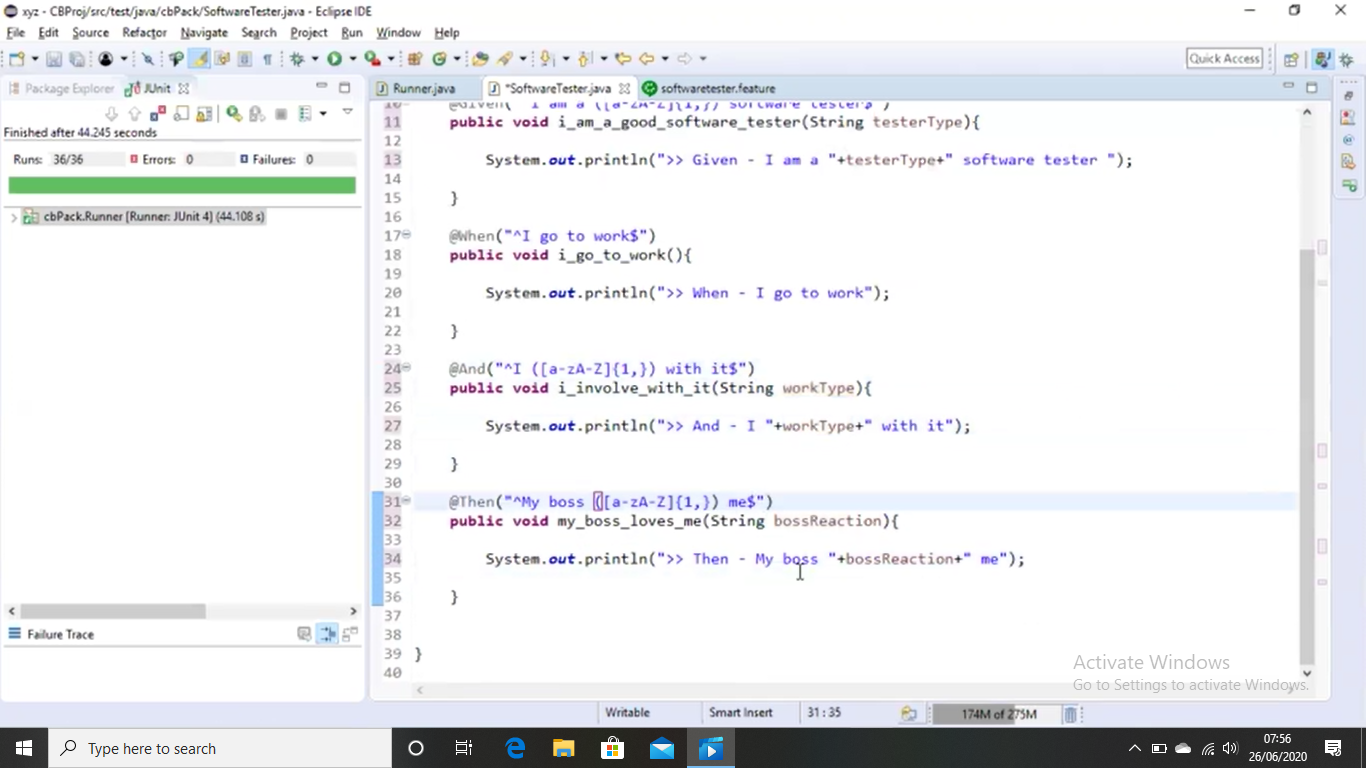 xyz - CBProj/src/test/java/cbPack/SoftwareTester.java - Eclipse IDE
File Edit Source Refactor Navigate Search Project Run Window Help
Quick Access
Package Explorer JUnit
Runner.java *SoftwareTester.java softwaretester.feature
Finished after 44.245 seconds
Runs: 36/36 Errors: 0 Failures: 0
cbPack.Runner [Runner: JUnit 4] (44.108 s)
Failure Trace
10 @Given("^I am a ([a-zA-Z]{1,}) software tester$")
11 public void i_am_a_good_software_tester(String testerType){
12
13 System.out.println(">> Given - I am a "+testerType+" software tester ");
14
15 }
16
17 @When("^I go to work$")
18 public void i_go_to_work(){
19
20 System.out.println(">> When - I go to work");
21
22 }
23
24 @And("^I ([a-zA-Z]{1,}) with it$")
25 public void i_involve_with_it(String workType){
26
27 System.out.println(">> And - I "+workType+" with it");
28
29 }
30
31 @Then("^My boss ([a-zA-Z]{1,}) me$")
32 public void my_boss_loves_me(String bossReaction){
33
34 System.out.println(">> Then - My boss "+bossReaction+" me");
35
36 }
37
38
39 }
40
Activate Windows
Go to Settings to activate Windows.
Writable Smart Insert 31 : 35 174M of 275M
Type here to search
07:56
26/06/2020